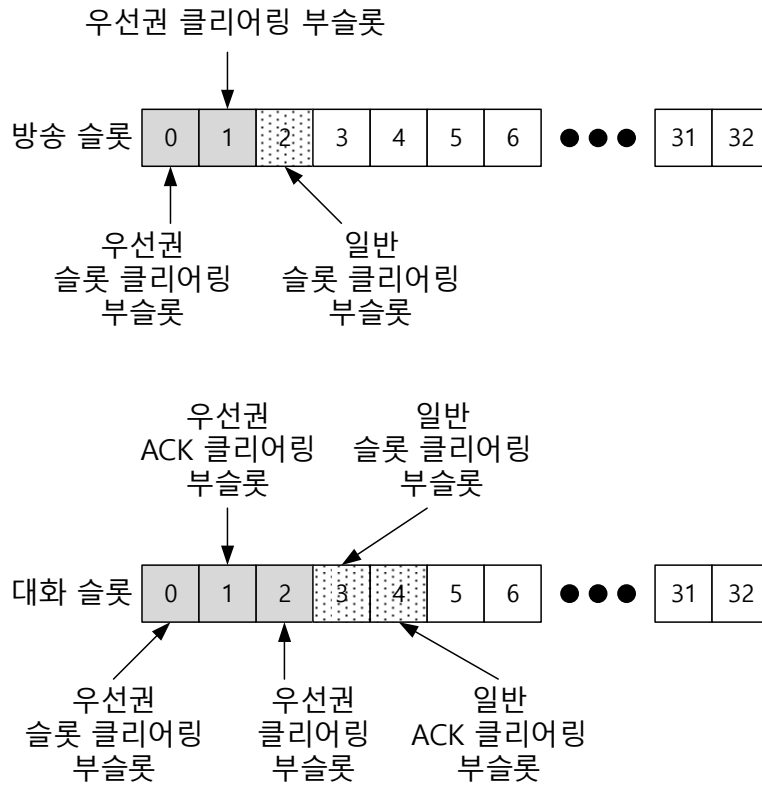 우선권 클리어링 부슬롯
방송 슬롯 0 1 2 3 4 5 6 31 32
우선권
슬롯 클리어링
부슬롯
일반
슬롯 클리어링
부슬롯
우선권
ACK 클리어링
부슬롯
일반
슬롯 클리어링
부슬롯
대화 슬롯 0 1 2 3 4 5 6 31 32
우선권
슬롯 클리어링
부슬롯
우선권
클리어링
부슬롯
일반
ACK 클리어링
부슬롯